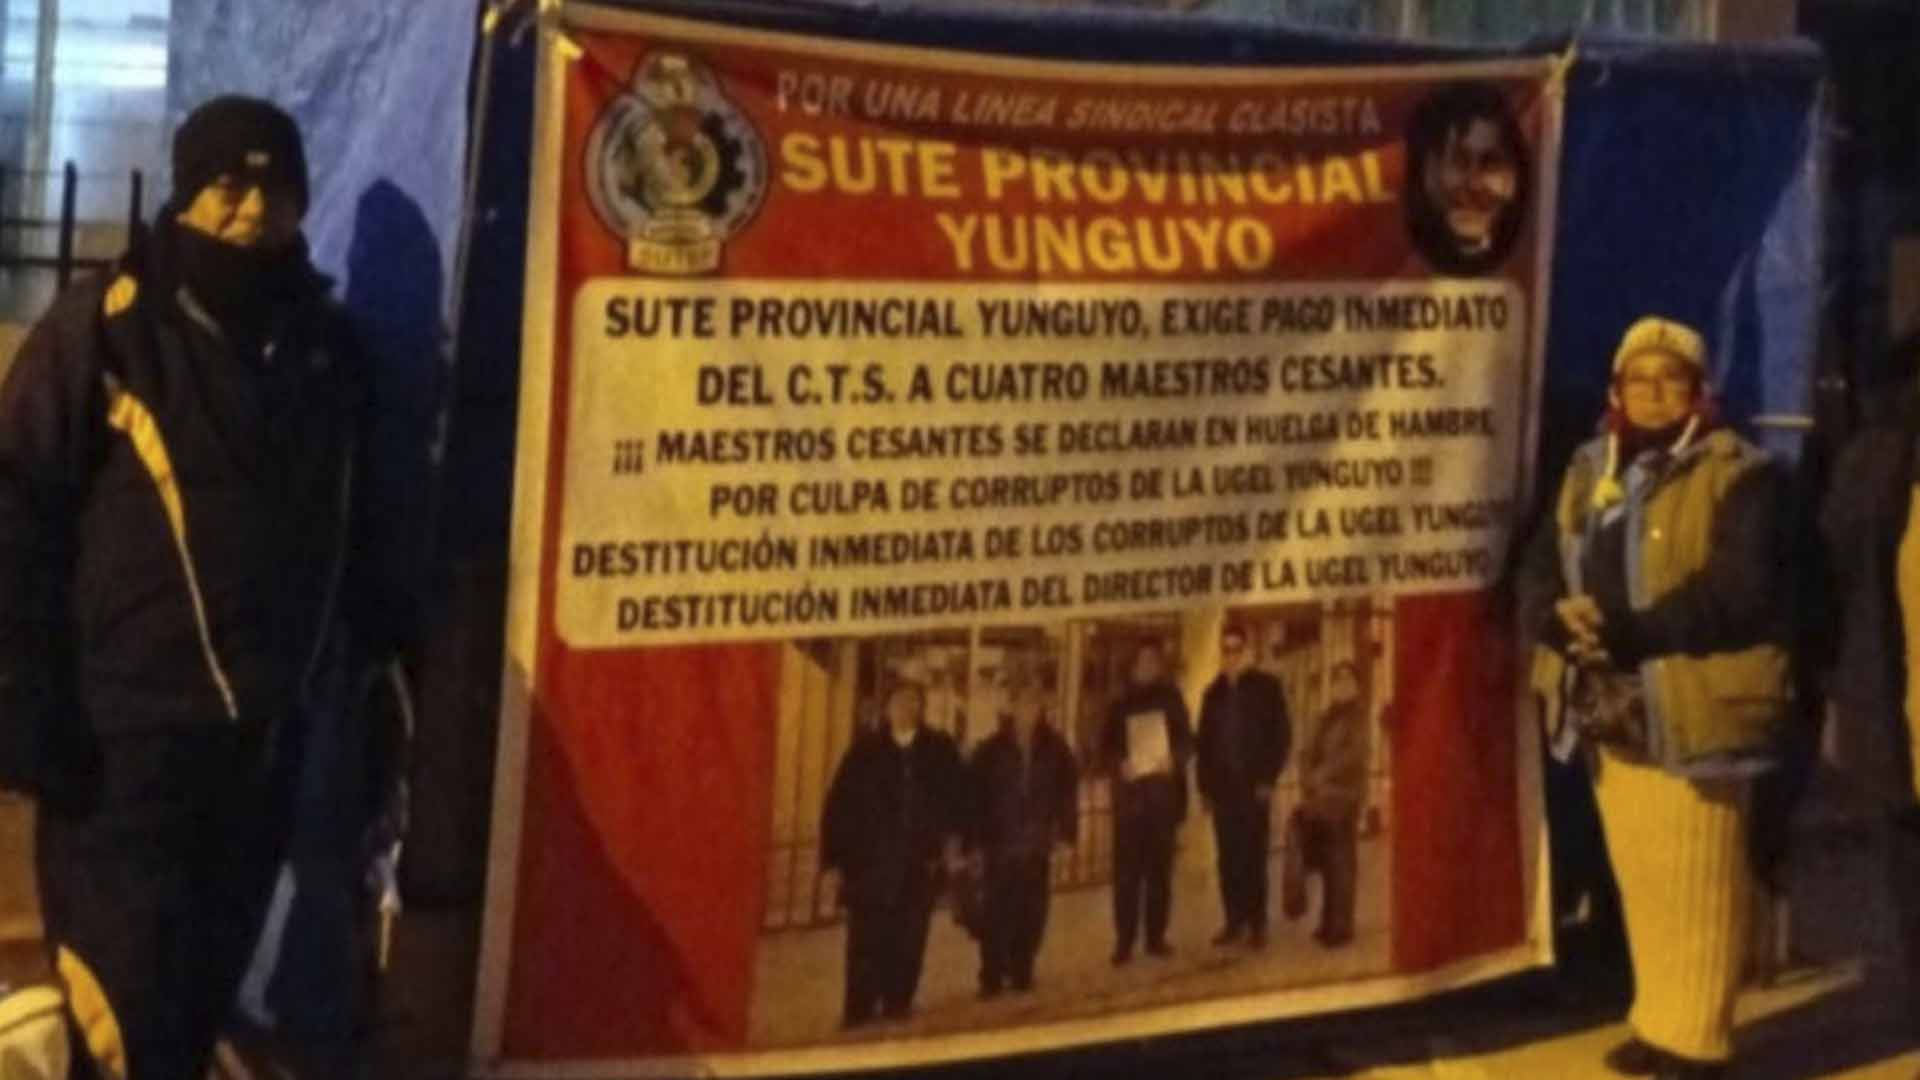 POR UNA LINEA SINDICAL CLASISTA
SUTE PROVINCIAL
YUNGUYO
SUTE PROVINCIAL YUNGUYO, EXIGE PAGO INMEDIATO
DEL C.T.S. A CUATRO MAESTROS CESANTES.
¡¡¡ MAESTROS CESANTES SE DECLARAN EN HUELGA DE HAMBRE
POR CULPA DE CORRUPTOS DE LA UGEL YUNGUYO !!!
DESTITUCIÓN INMEDIATA DE LOS CORRUPTOS DE LA UGEL
DESTITUCIÓN INMEDIATA DEL DIRECTOR DE LA UGEL YUNGUYO